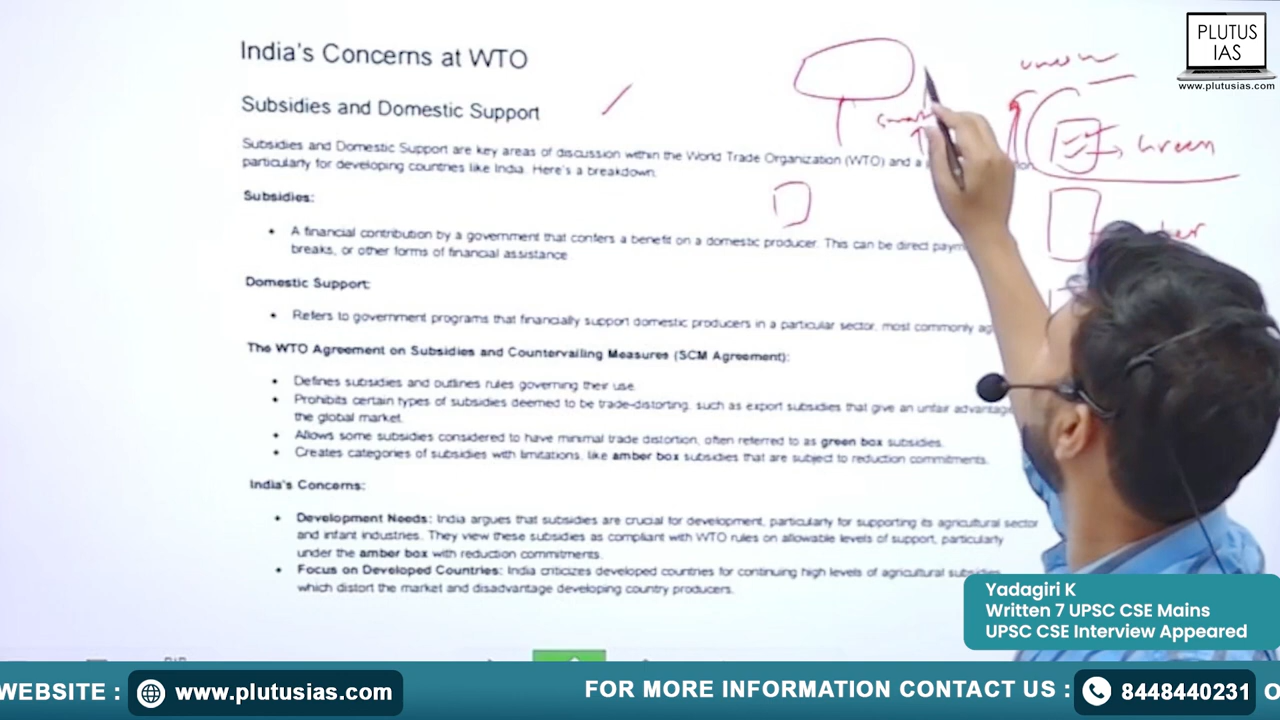 PLUTUS
IAS
www.plutusias.com
India's Concerns at WTO
Subsidies and Domestic Support
Subsidies and Domestic Support are key areas of discussion within the World Trade Organization (WTO) and a
particularly for developing countries like India. Here's a breakdown:
Green
Subsidies:
A financial contribution by a government that confers a benefit on a domestic producer. This can be direct
breaks, or other forms of financial assistance.
Domestic Support:
Refers to government programs that financially support domestic producers in a particular sector, most commonly
The WTO Agreement on Subsidies and Countervailing Measures (SCM Agreement):
Defines subsidies and outlines rules governing their use.
Prohibits certain types of subsidies deemed to be trade-distorting, such as export subsidies that give an unfair advantage
the global market.
Allows some subsidies considered to have minimal trade distortion, often referred to as green box subsidies.
Creates categories of subsidies with limitations, like amber box subsidies that are subject to reduction commitments.
India's Concerns:
Development Needs: India argues that subsidies are crucial for development, particularly for supporting its agricultural sector
and infant industries. They view these subsidies as compliant with WTO rules on allowable levels of support, particularly
under the amber box with reduction commitments.
Focus on Developed Countries: India criticizes developed countries for continuing high levels of agricultural
which distort the market and disadvantage developing country producers.
Yadagiri K
Written 7 UPSC CSE Mains
UPSC CSE Interview Appeared
WEBSITE : www.plutusias.com FOR MORE INFORMATION CONTACT US : 8448440231